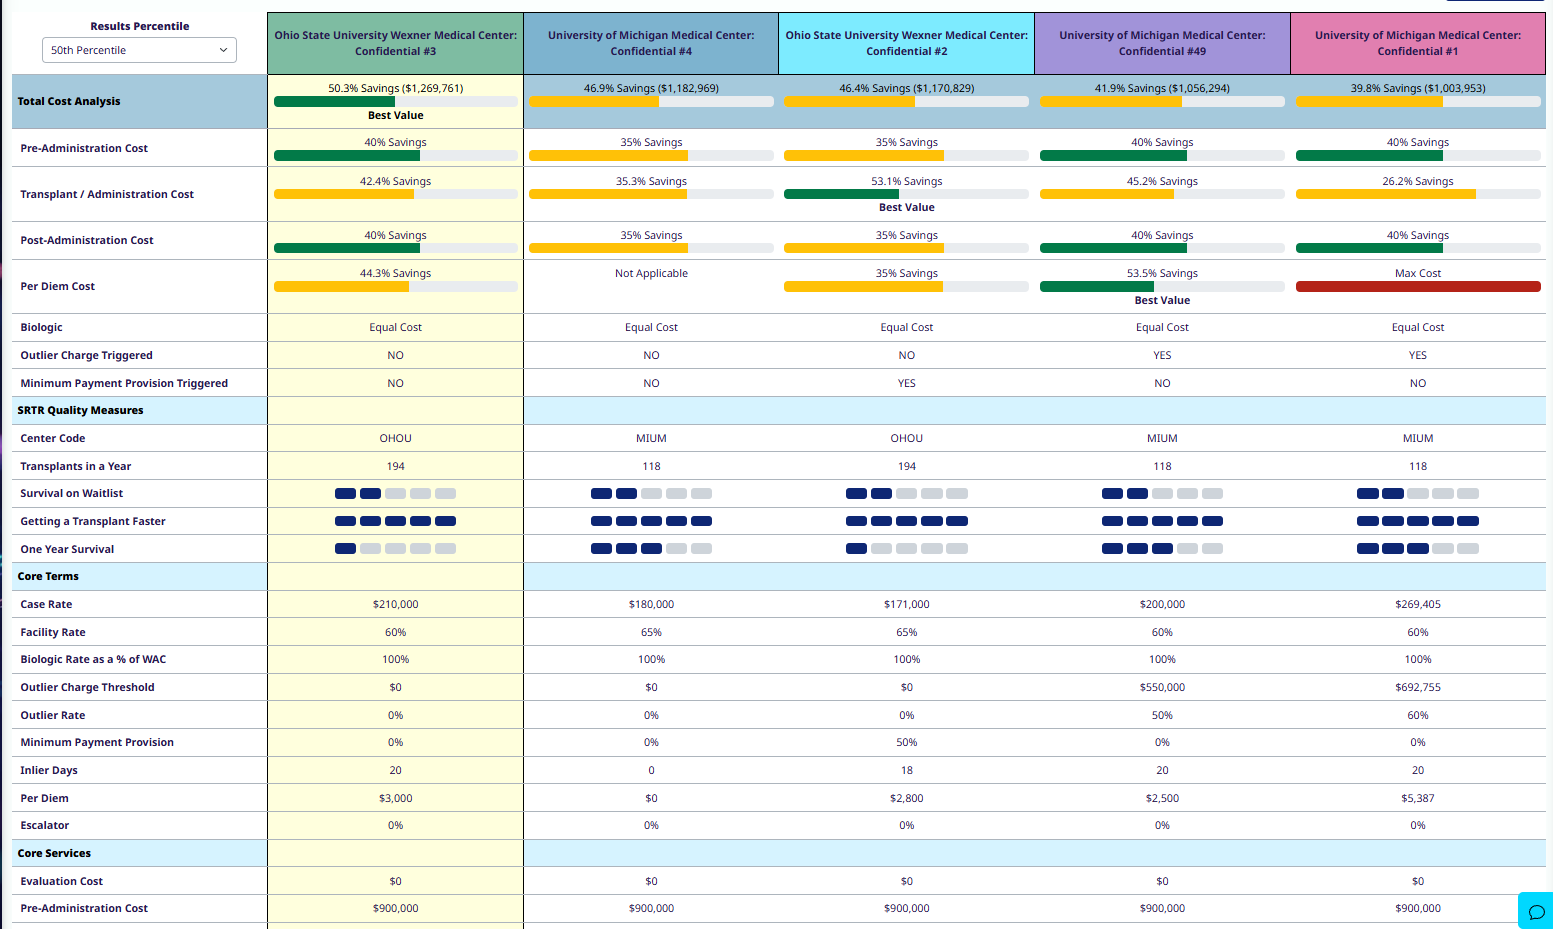 Results Percentile
50th Percentile
Ohio State University Wexner Medical Center:
Confidential #3
University of Michigan Medical Center:
Confidential #4
Ohio State University Wexner Medical Center:
Confidential #2
University of Michigan Medical Center:
Confidential #49
University of Michigan Medical Center:
Confidential #1
Total Cost Analysis
50.3% Savings ($1,269,761)
Best Value
46.9% Savings ($1,182,969)
46.4% Savings ($1,170,829)
41.9% Savings ($1,056,294)
39.8% Savings ($1,003,953)
Pre-Administration Cost
40% Savings
35% Savings
35% Savings
40% Savings
40% Savings
Transplant / Administration Cost
42.4% Savings
35.3% Savings
53.1% Savings
Best Value
45.2% Savings
26.2% Savings
Post-Administration Cost
40% Savings
35% Savings
35% Savings
40% Savings
40% Savings
Per Diem Cost
44.3% Savings
Not Applicable
35% Savings
53.5% Savings
Best Value
Max Cost
Biologic
Equal Cost
Equal Cost
Equal Cost
Equal Cost
Equal Cost
Outlier Charge Triggered
NO
NO
NO
YES
YES
Minimum Payment Provision Triggered
NO
NO
YES
NO
NO
SRTR Quality Measures
Center Code
OHOU
MIUM
OHOU
MIUM
MIUM
Transplants in a Year
194
118
194
118
118
Survival on Waitlist
Getting a Transplant Faster
One Year Survival
Core Terms
Case Rate
$210,000
$180,000
$171,000
$200,000
$269,405
Facility Rate
60%
65%
65%
60%
60%
Biologic Rate as a % of WAC
100%
100%
100%
100%
100%
Outlier Charge Threshold
$0
$0
$0
$550,000
$692,755
Outlier Rate
0%
0%
0%
50%
60%
Minimum Payment Provision
0%
0%
50%
0%
0%
Inlier Days
20
0
18
20
20
Per Diem
$3,000
$0
$2,800
$2,500
$5,387
Escalator
0%
0%
0%
0%
0%
Core Services
Evaluation Cost
$0
$0
$0
$0
$0
Pre-Administration Cost
$900,000
$900,000
$900,000
$900,000
$900,000